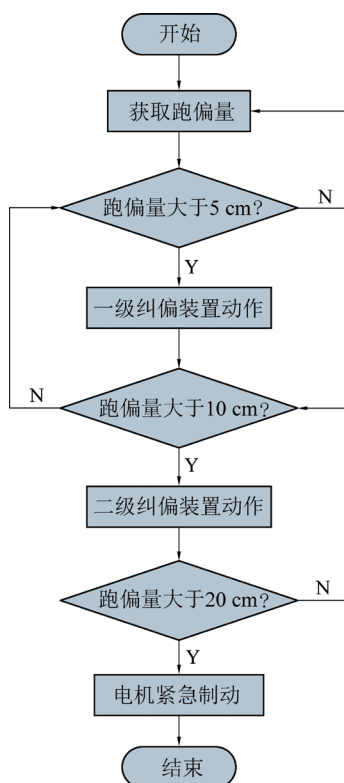 开始
获取跑偏量
跑偏量大于5 cm?
N
Y
一级纠偏装置动作
N
跑偏量大于10 cm?
Y
二级纠偏装置动作
跑偏量大于20 cm?
N
Y
电机紧急制动
结束